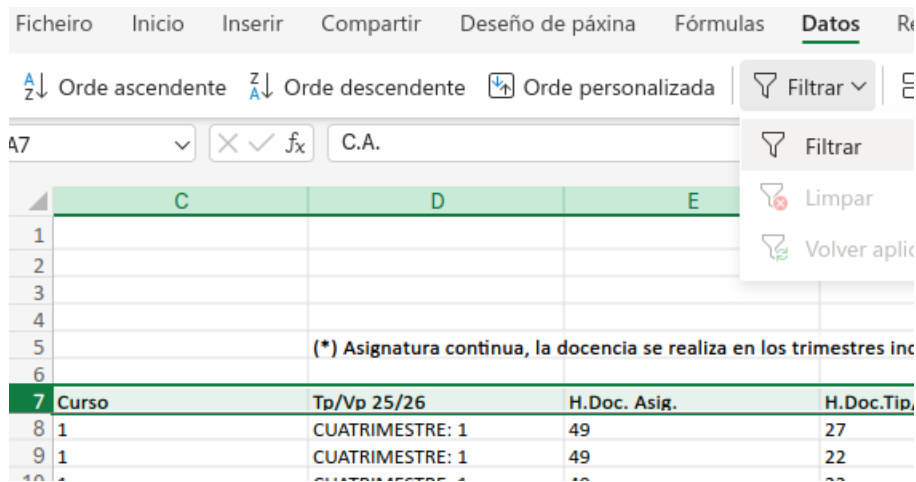 Ficheiro Inicio Inserir Compartir Deseño de páxina Fórmulas Datos
Orde ascendente Orde descendente Orde personalizada Filtrar
A7 fx C.A. Filtrar
Limpar
C D E
1
Volver
2
3
4
5 (*) Asignatura continua, la docencia se realiza en los trimestres
6
7 Curso Tp/Vp 25/26 H.Doc. Asig. H.Doc.Tip/
8 1 CUATRIMESTRE: 1 49 27
9 1 CUATRIMESTRE: 1 49 22